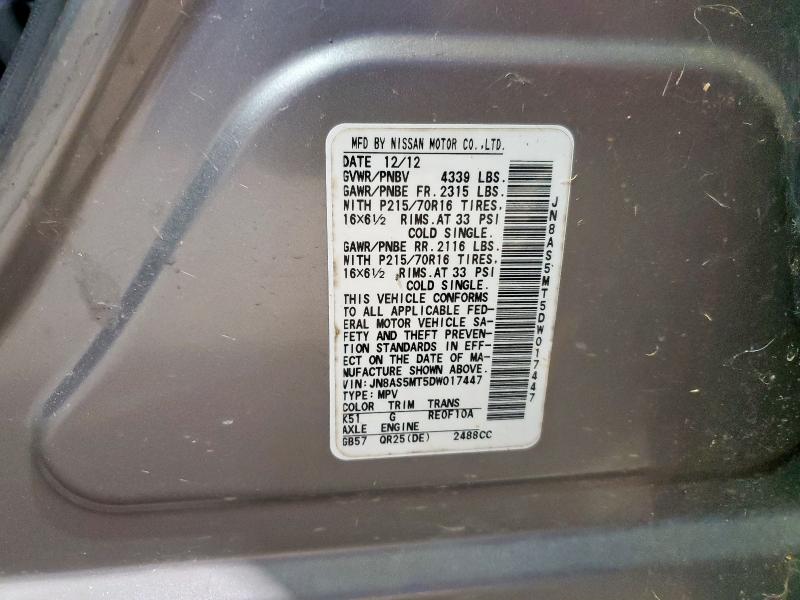 MFD BY NISSAN MOTOR CO.,LTD.
DATE 12/12
GVWR/PNBV 4339 LBS.
GAWR/PNBE FR. 2315 LBS.
WITH P215/70R16 TIRES,
16X6½ RIMS. AT 33 PSI
COLD SINGLE.
GAWR/PNBE RR. 2116 LBS.
WITH P215/70R16 TIRES,
16X6½ RIMS. AT 33 PSI
COLD SINGLE.
THIS VEHICLE CONFORMS
TO ALL APPLICABLE FED-
ERAL MOTOR VEHICLE SA-
FETY AND THEFT PREVEN-
TION STANDARDS IN EFF-
ECT ON THE DATE OF MA-
NUFACTURE SHOWN ABOVE.
VIN: JN8AS5MT5DW017447
TYPE: MPV
COLOR TRIM TRANS
K51 G RE0F10A
AXLE ENGINE
GB57 QR25(DE) 2488CC
JN8AS5MT5DW017447